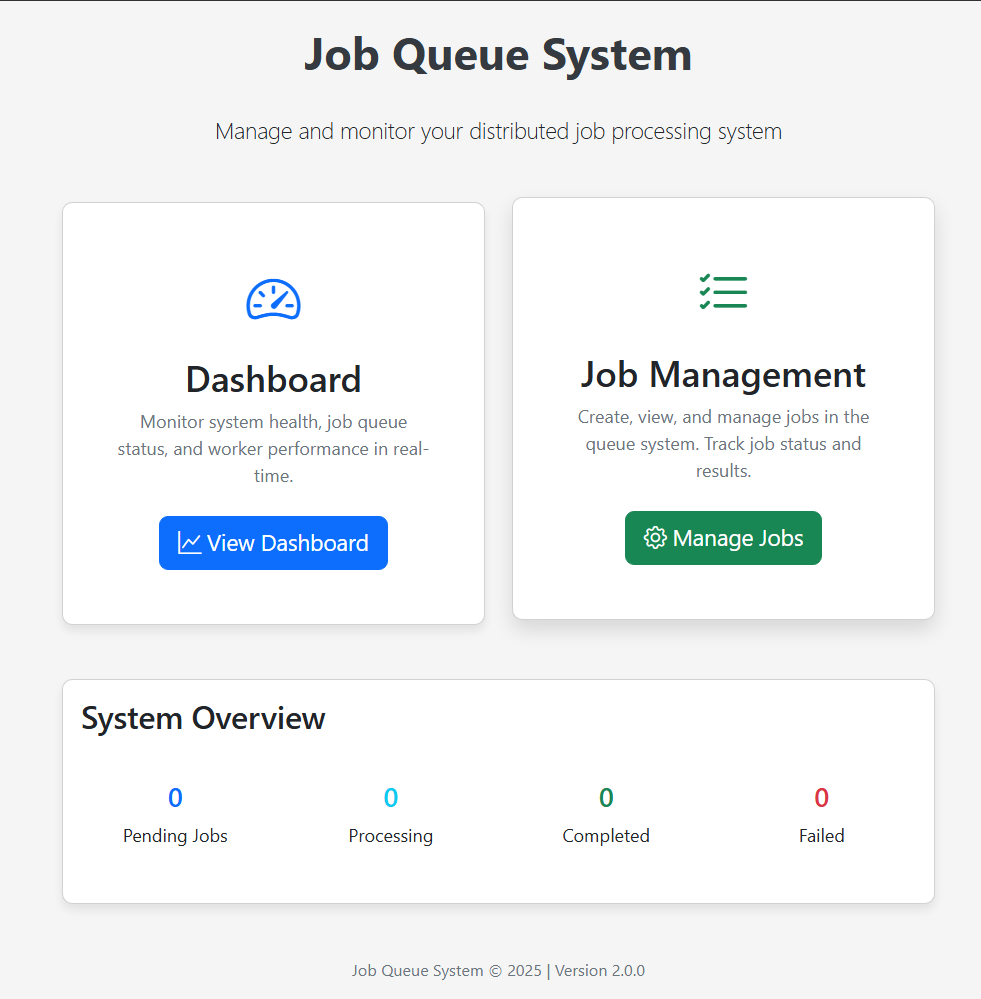 Job Queue System
Manage and monitor your distributed job processing system
Dashboard
Monitor system health, job queue
status, and worker performance in real-
time.
View Dashboard
Job Management
Create, view, and manage jobs in the
queue system. Track job status and
results.
Manage Jobs
System Overview
0
Pending Jobs
0
Processing
0
Completed
0
Failed
Job Queue System © 2025 | Version 2.0.0